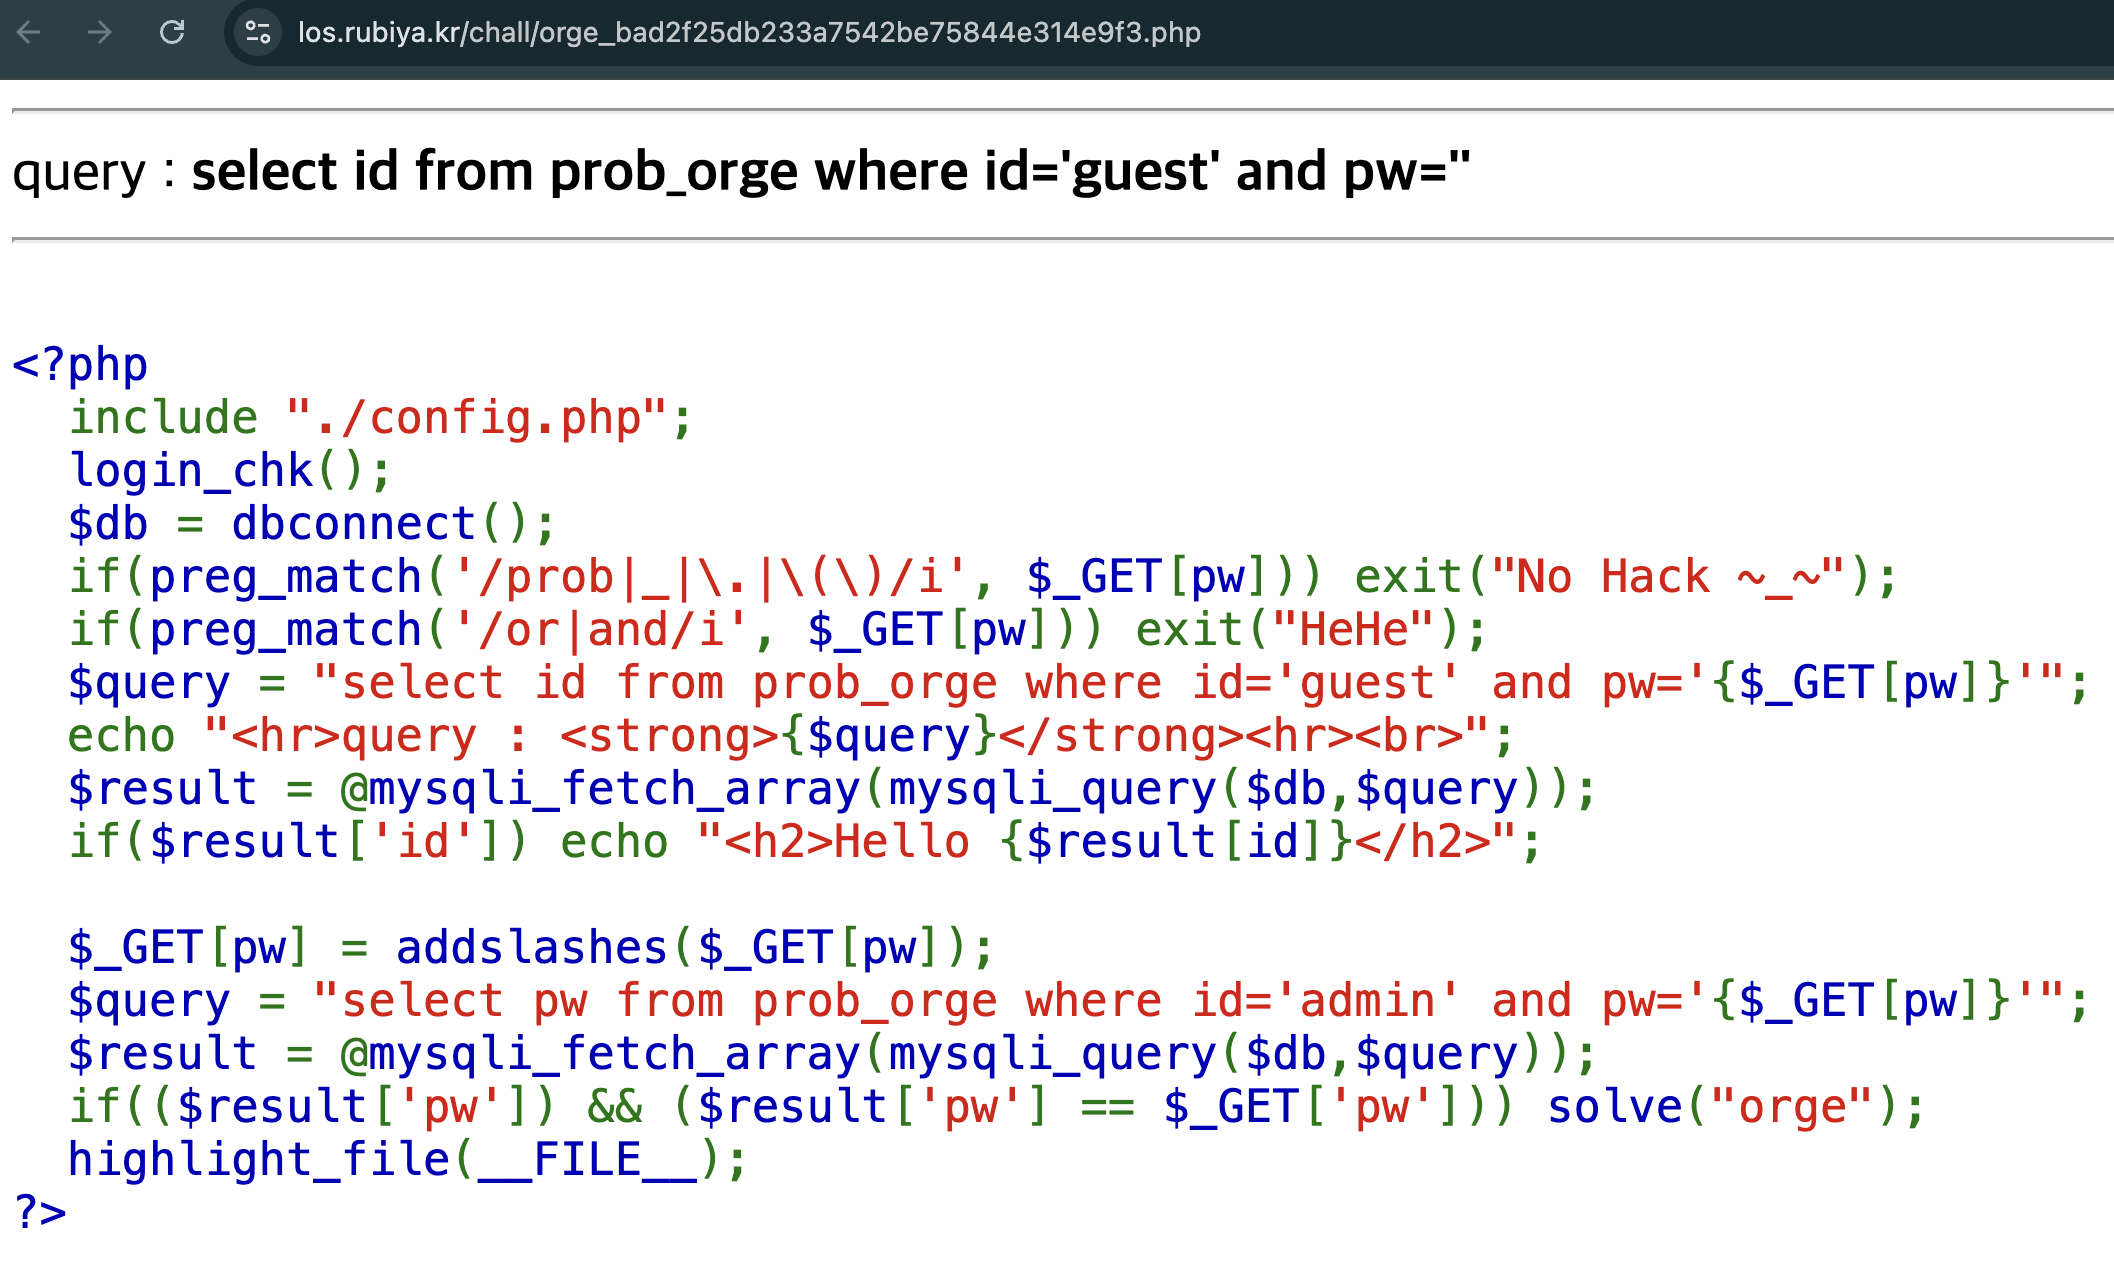 los.rubiya.kr/chall/orge_bad2f25db233a7542be75844e314e9f3.php
query : select id from prob_orge where id='guest' and pw=''
<?php
  include "./config.php";
  login_chk();
  $db = dbconnect();
  if(preg_match('/prob|_|\.|\(\)/i', $_GET[pw])) exit("No Hack ~_~");
  if(preg_match('/or|and/i', $_GET[pw])) exit("HeHe");
  $query = "select id from prob_orge where id='guest' and pw='{$_GET[pw]}'";
  echo "<hr>query : <strong>{$query}</strong><hr><br>";
  $result = @mysqli_fetch_array(mysqli_query($db,$query));
  if($result['id']) echo "<h2>Hello {$result[id]}</h2>";
  $_GET[pw] = addslashes($_GET[pw]);
  $query = "select pw from prob_orge where id='admin' and pw='{$_GET[pw]}'";
  $result = @mysqli_fetch_array(mysqli_query($db,$query));
  if(($result['pw']) && ($result['pw'] == $_GET['pw'])) solve("orge");
  highlight_file(__FILE__);
?>